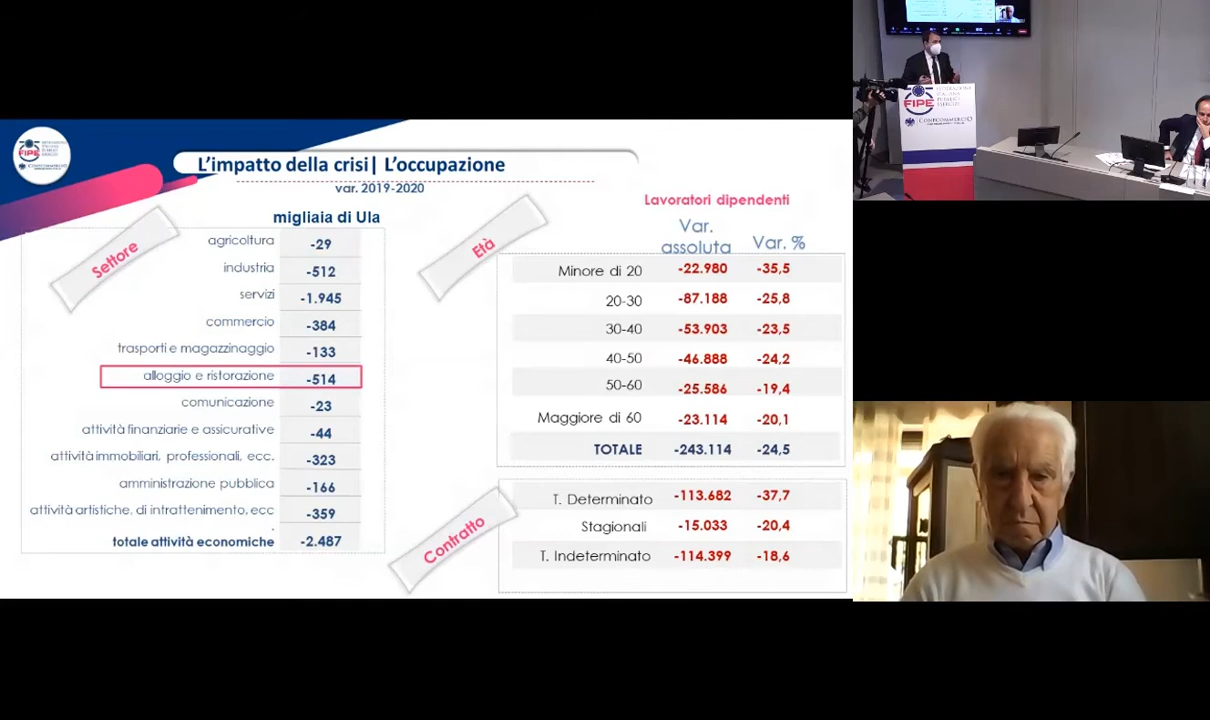 L'impatto della crisi| L'occupazione
var. 2019-2020
Settore
migliaia di Ula
agricoltura -29
industria -512
servizi -1.945
commercio -384
trasporti e magazzinaggio -133
alloggio e ristorazione -514
comunicazione -23
attività finanziarie e assicurative -44
attività immobiliari, professionali, ecc. -323
amministrazione pubblica -166
attività artistiche, di intrattenimento, ecc -359
.
totale attività economiche -2.487
Età
Lavoratori dipendenti
Var. assoluta Var. %
Minore di 20 -22.980 -35,5
20-30 -87.188 -25,8
30-40 -53.903 -23,5
40-50 -46.888 -24,2
50-60 -25.586 -19,4
Maggiore di 60 -23.114 -20,1
TOTALE -243.114 -24,5
Contratto
T. Determinato -113.682 -37,7
Stagionali -15.033 -20,4
T. Indeterminato -114.399 -18,6
FIPE
FIPE
FEDERAZIONE
ITALIANA
PUBBLICI
ESERCIZI
CONFCOMMERCIO